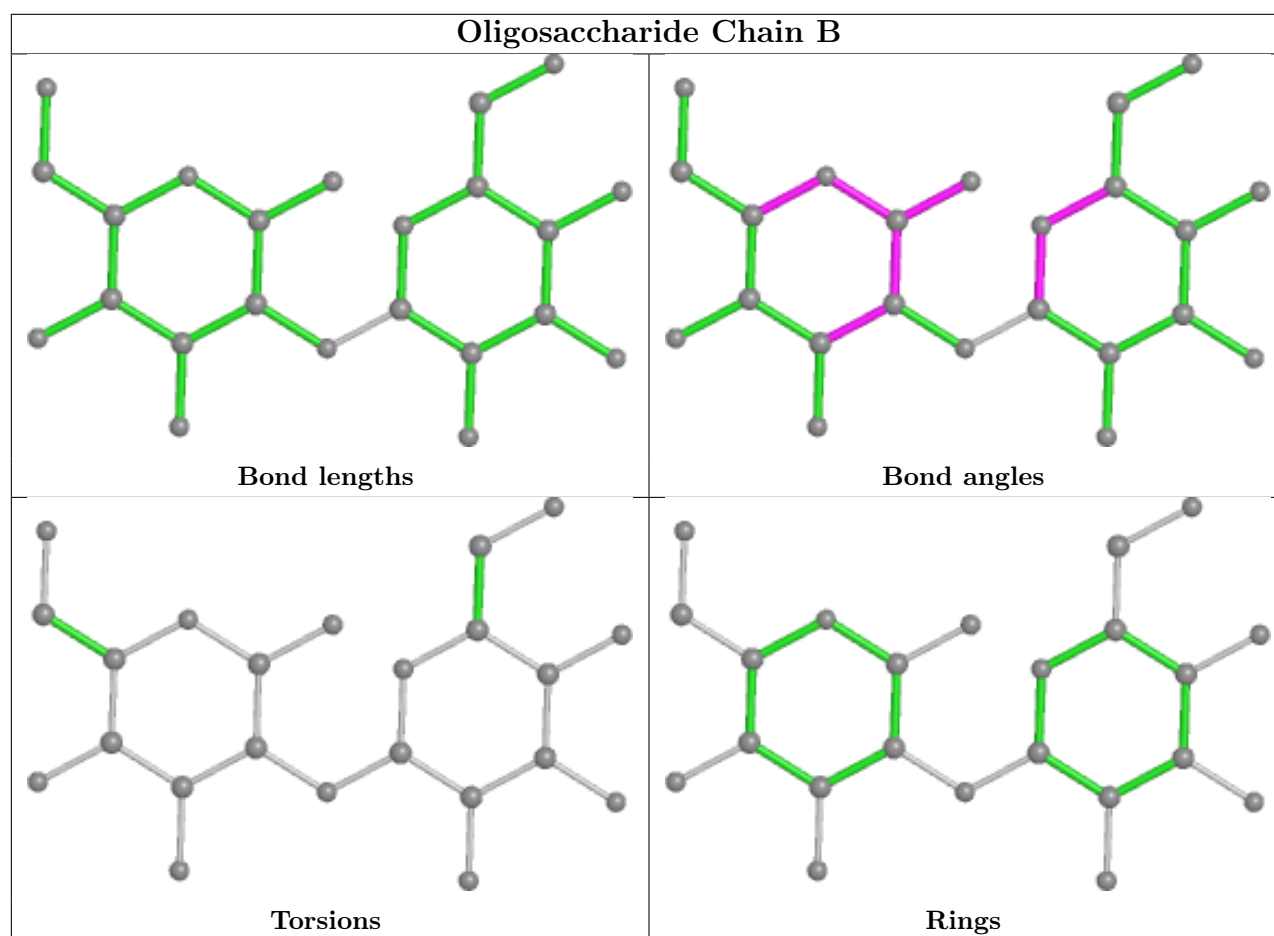 Oligosaccharide Chain B
Bond lengths
Bond angles
Torsions
Rings